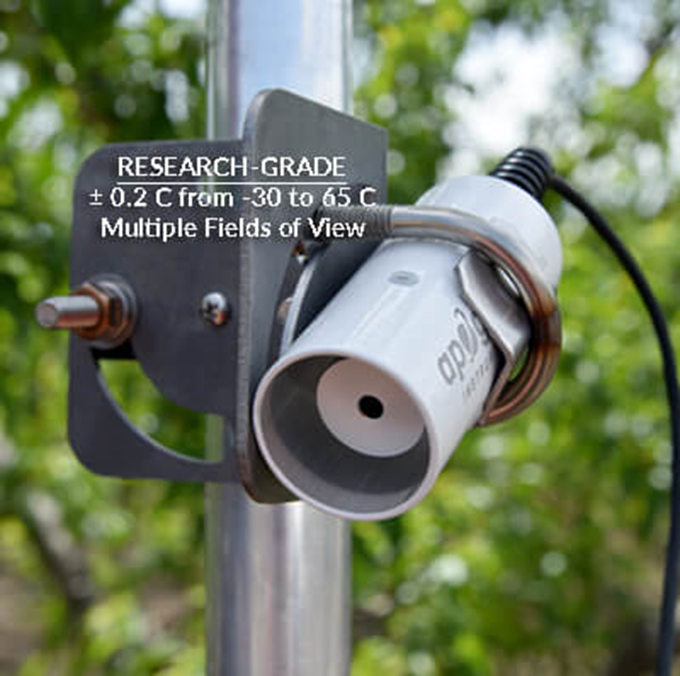 RESEARCH-GRADE
± 0.2 C from -30 to 65 C
Multiple Fields of View